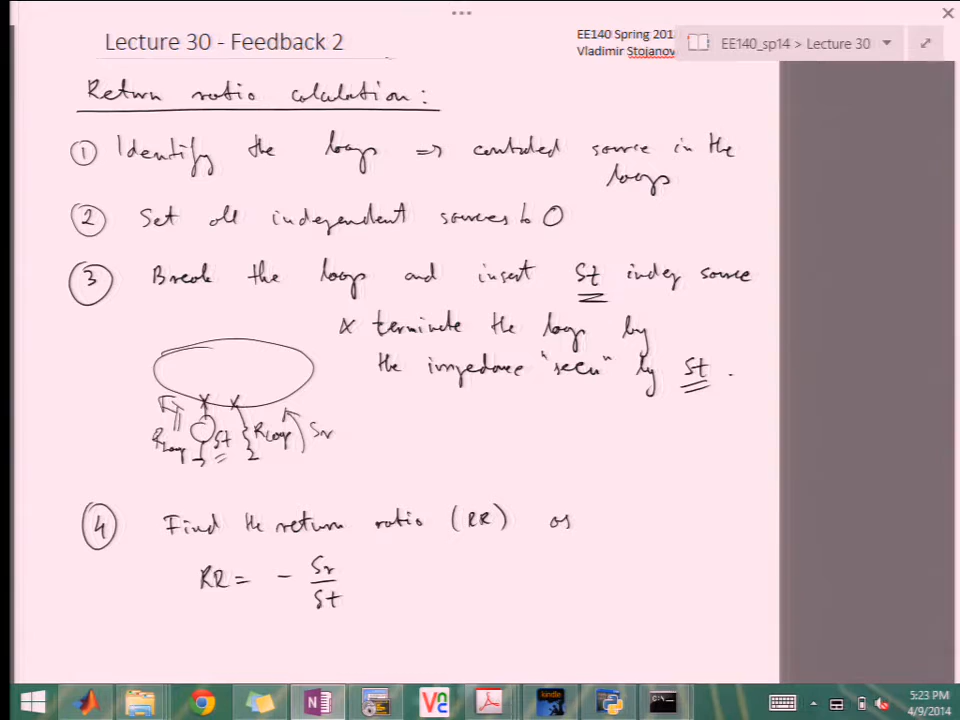 Lecture 30 - Feedback 2
EE140 Spring 201
Vladimir Stojanov
EE140_sp14 > Lecture 30
Return ratio calculation:
① Identify the loops => controlled source in the
loops
② Set all independent sources to 0
③ Break the loop and insert St indep source
× terminate the loop by
the impedance "seen" by St.
Rloop St Rloop Sr
④ Find the return ratio (RR) as
RR = - Sr
St
VNC
kindle
C:\
5:23 PM
4/9/2014